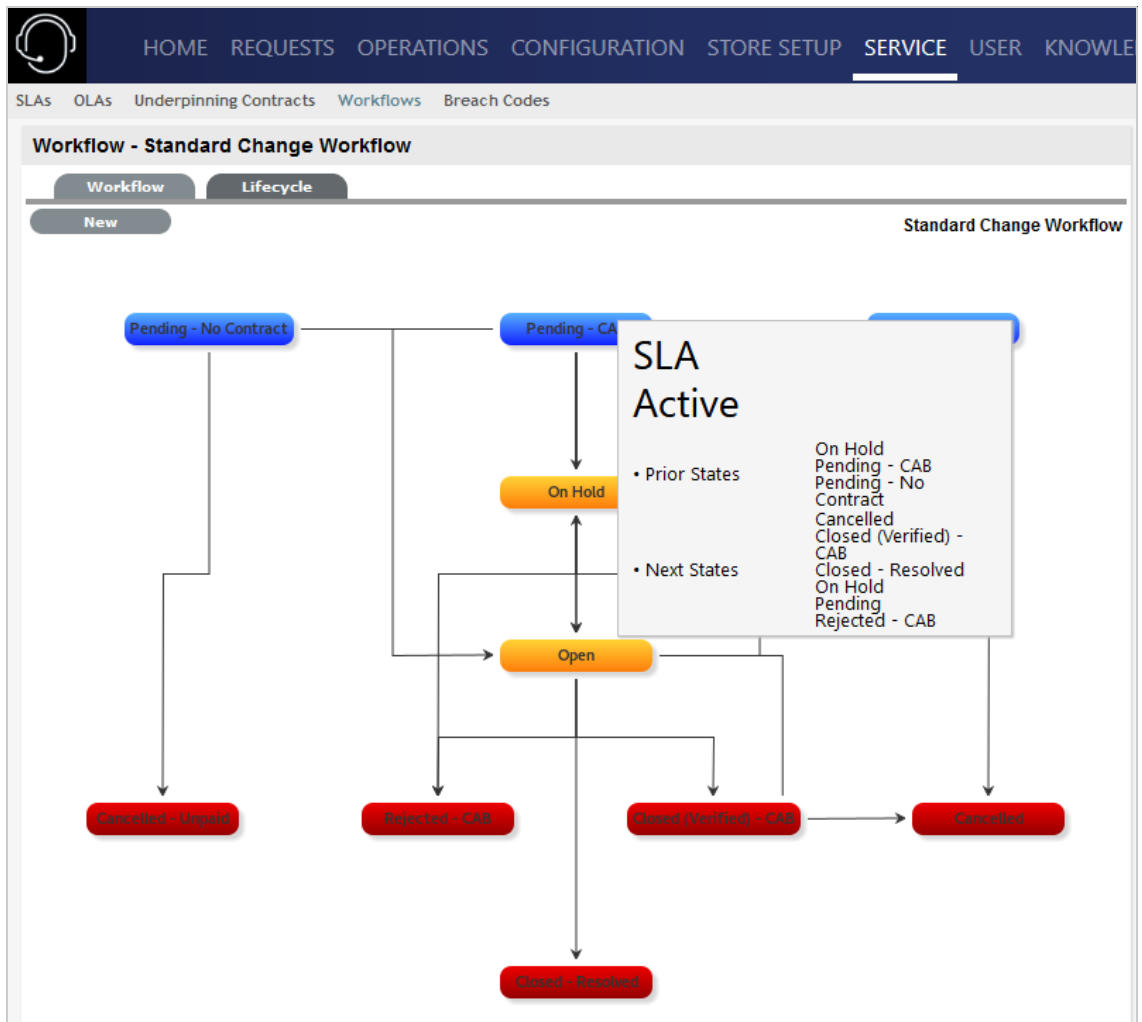 HOME REQUESTS OPERATIONS CONFIGURATION STORE SETUP SERVICE USER KNOWLE
SLAs OLAs Underpinning Contracts Workflows Breach Codes
Workflow - Standard Change Workflow
Workflow Lifecycle
New
Standard Change Workflow
Pending - No Contract
Pending - CA
SLA
Active
• Prior States
On Hold
Pending - CAB
Pending - No
Contract
• Next States
Cancelled
Closed (Verified) -
CAB
Closed - Resolved
On Hold
Pending
Rejected - CAB
On Hold
Open
Cancelled - Unpaid
Rejected - CAB
Closed (Verified) - CAB
Cancelled
Closed - Resolved